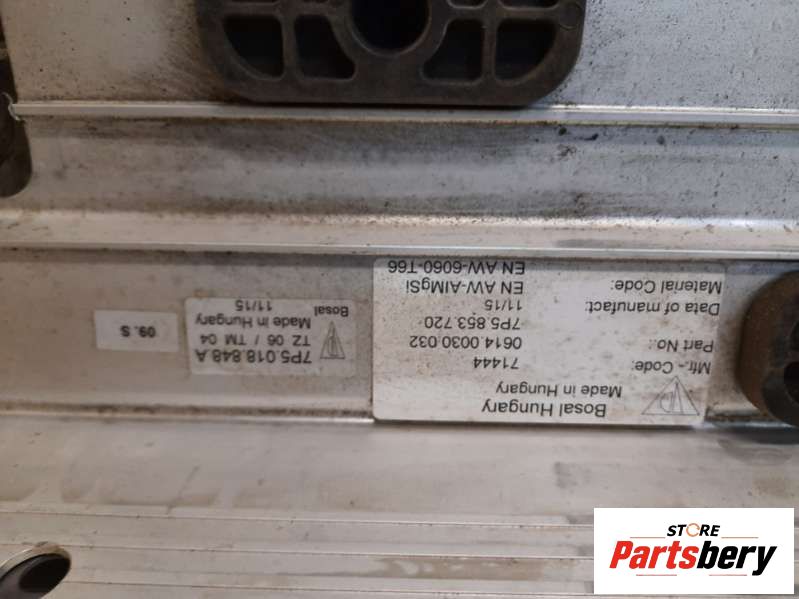 Bosal Hungary
Made in Hungary
Mfr.- Code: 71444
Part No.: 0614.0030.032
7P5.853.720
Data of manufact: 11/15
Material Code: EN AW-AlMgSi
EN AW-6060-T66
7P5.018.848.A
TZ 06 / TM 04
Made in Hungary
Bosal 11/15
09. S
STORE
Partsbery